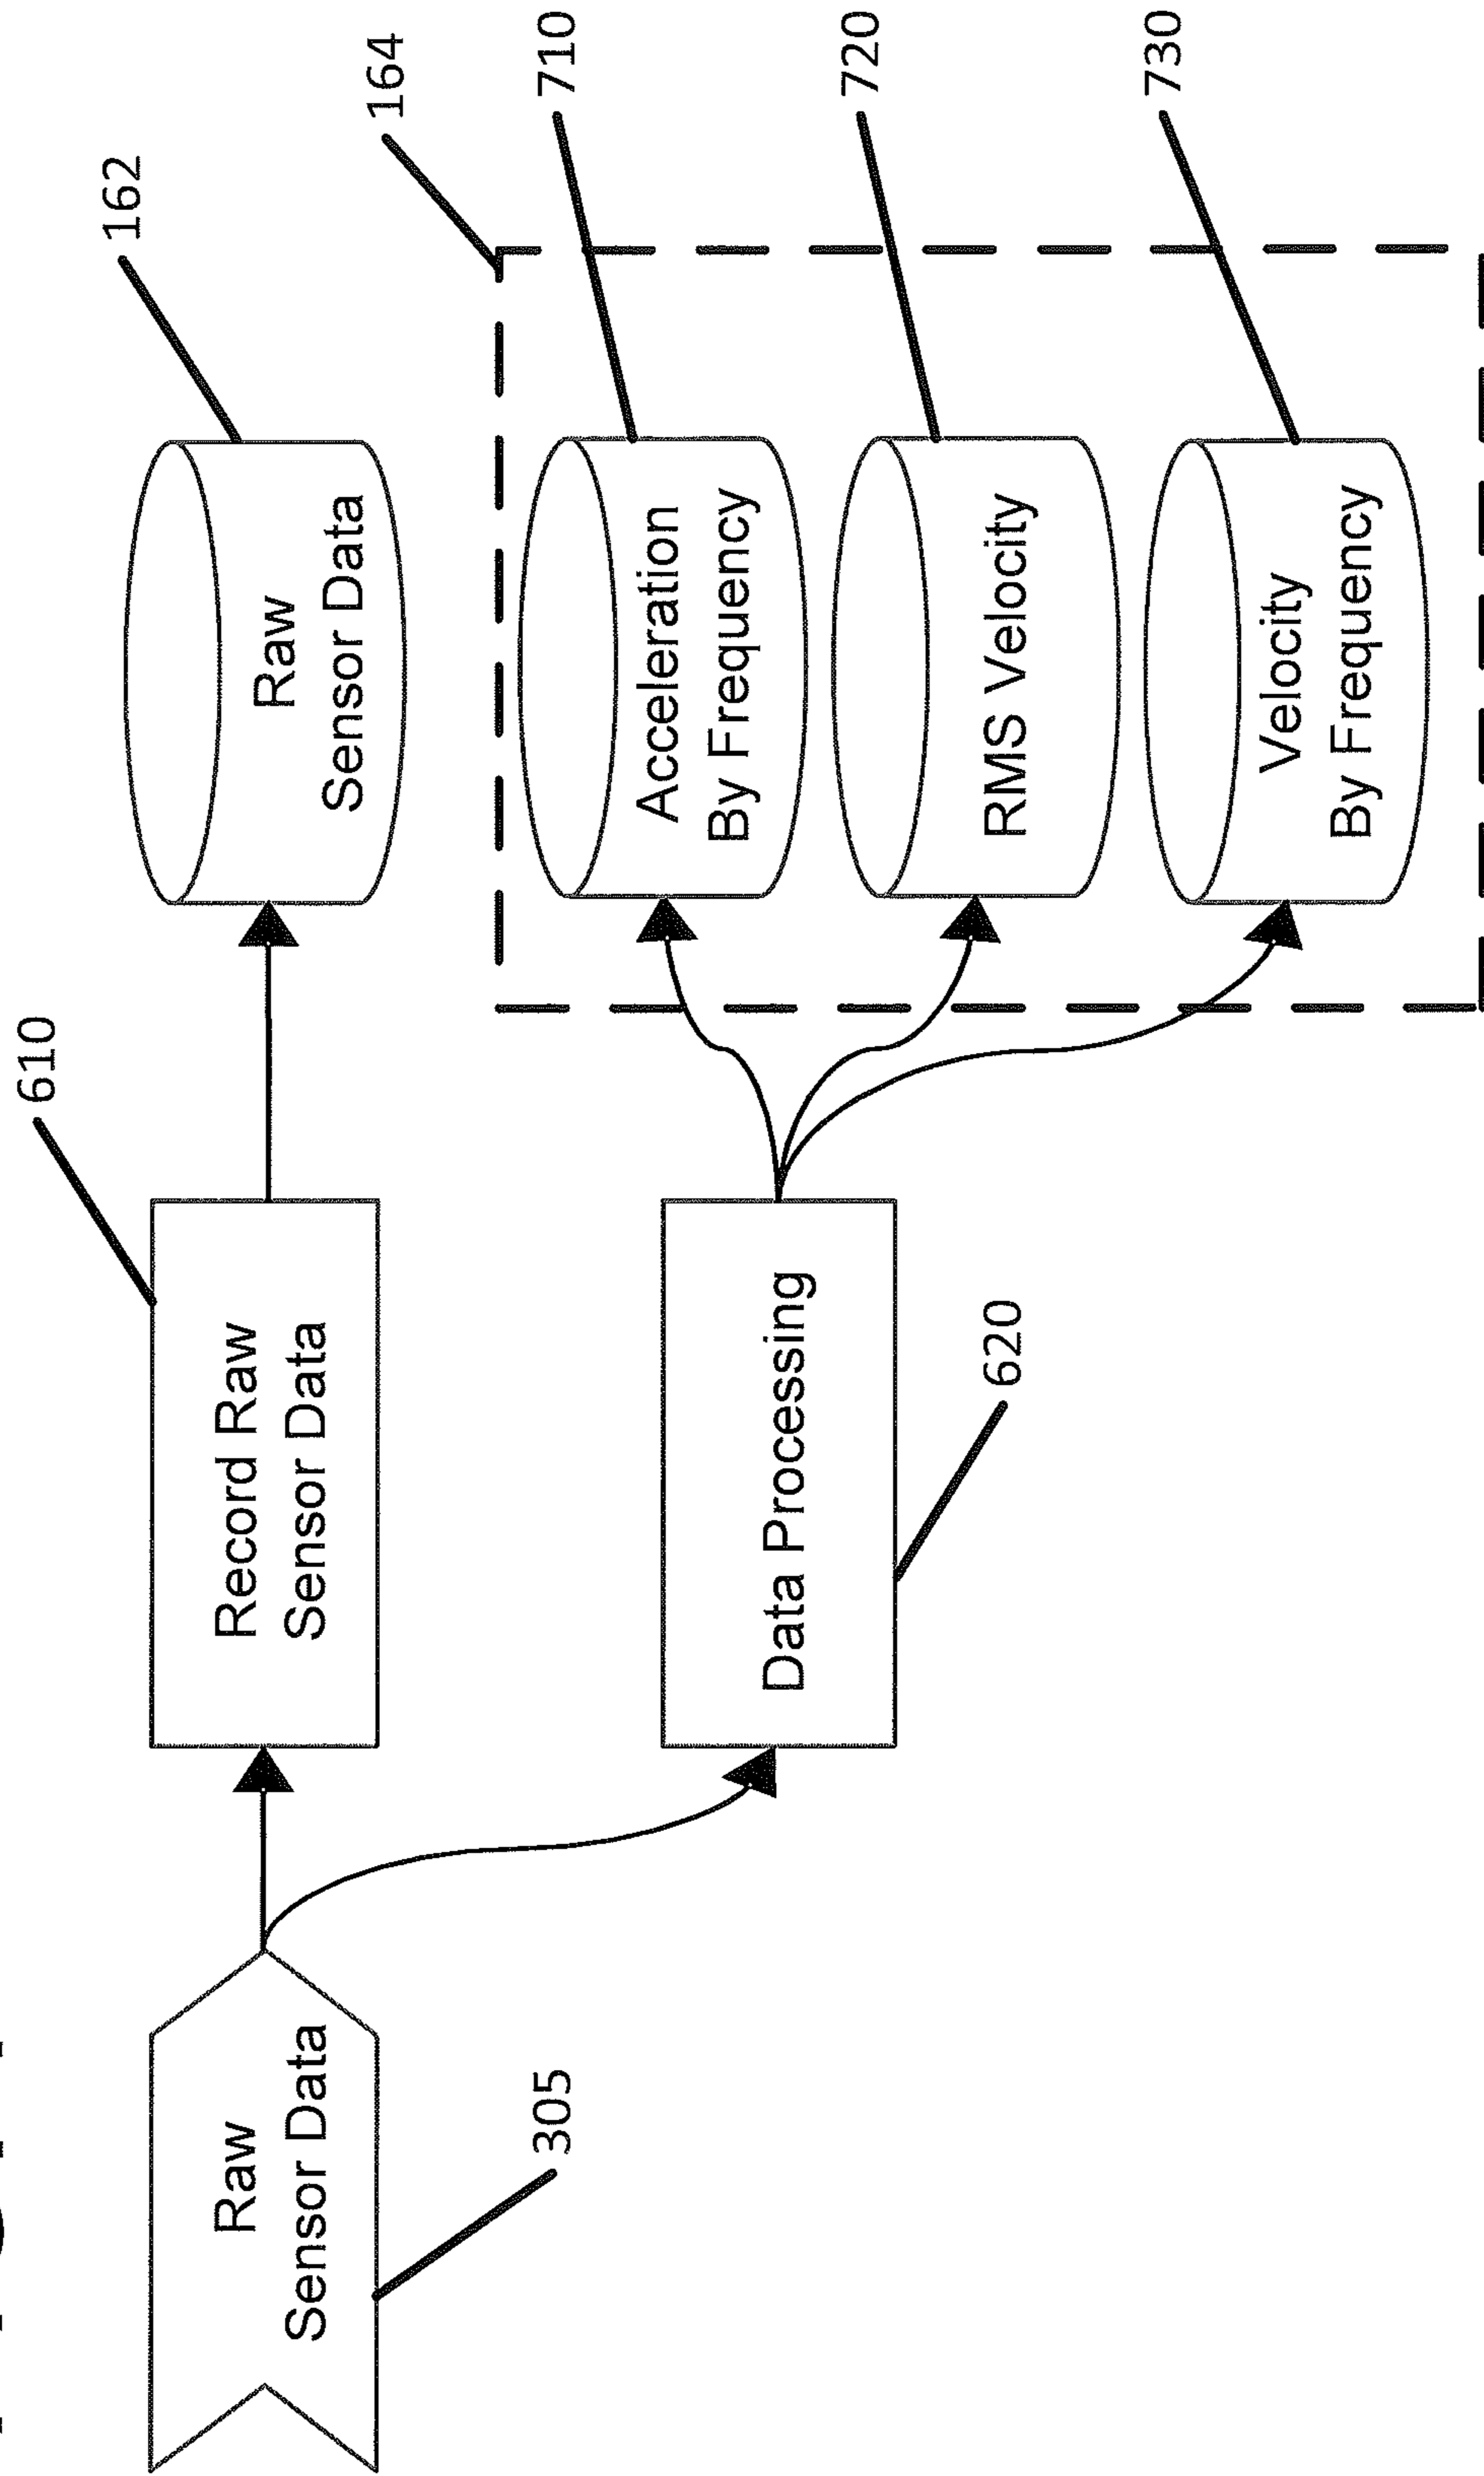 610
162
164
710
720
730
Raw
Sensor Data
Record Raw
Sensor Data
Raw
Sensor Data
305
Data Processing
620
Acceleration
By Frequency
RMS Velocity
Velocity
By Frequency